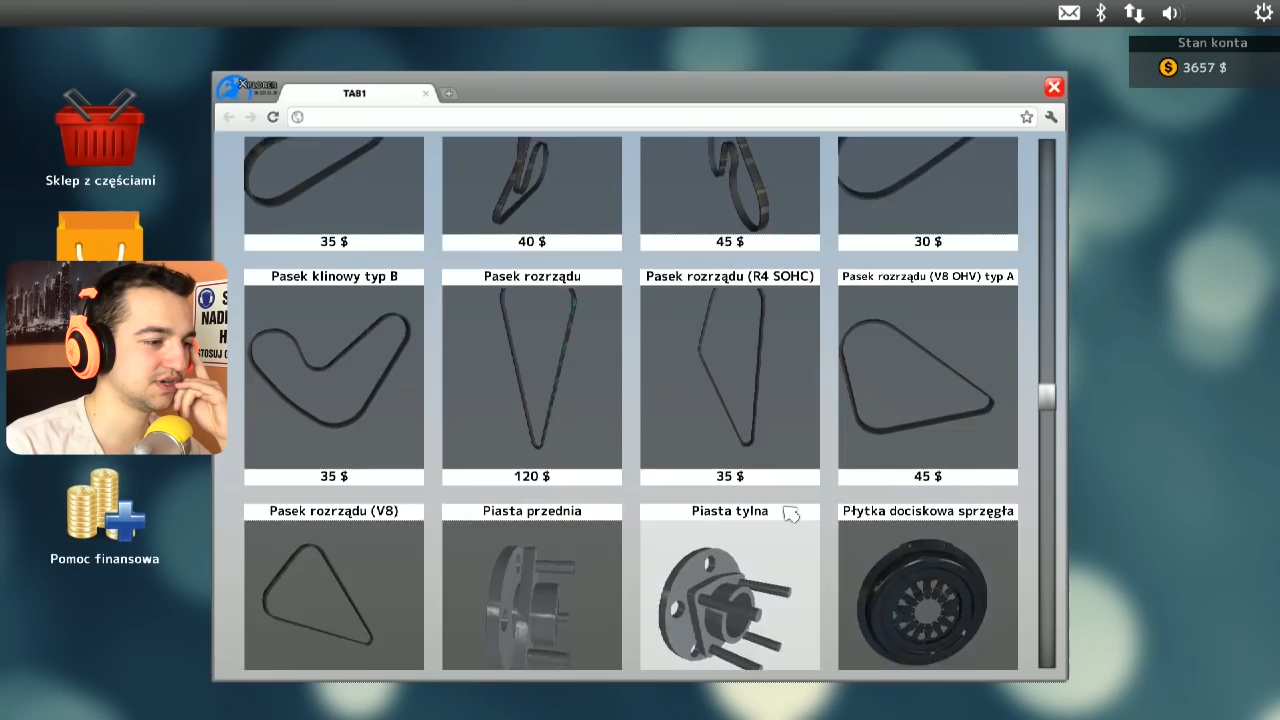 Stan konta
3657 $
XPLORER
TAB1
Sklep z częściami
35 $
40 $
45 $
30 $
Pasek klinowy typ B
Pasek rozrządu
Pasek rozrządu (R4 SOHC)
Pasek rozrządu (V8 OHV) typ A
35 $
120 $
35 $
45 $
Pasek rozrządu (V8)
Piasta przednia
Piasta tylna
Płytka dociskowa sprzęgła
Pomoc finansowa